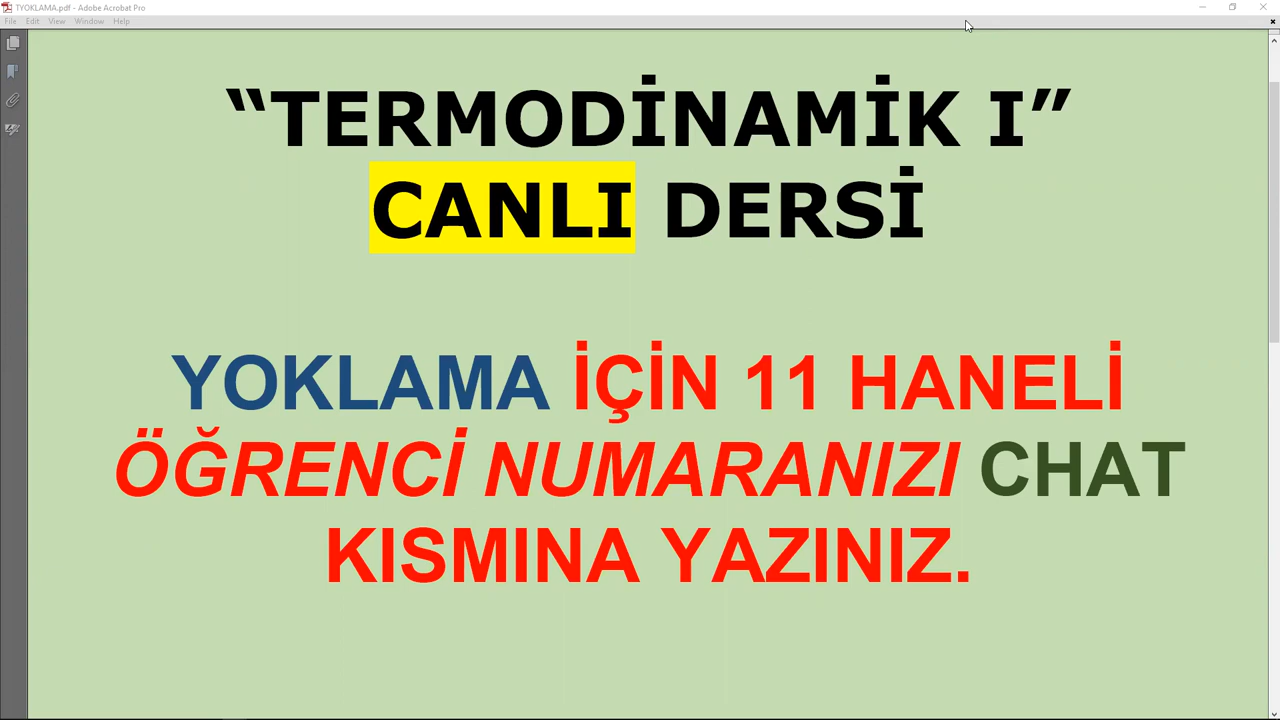 TYOKLAMA.pdf - Adobe Acrobat Pro
File Edit View Window Help
“TERMODİNAMİK I”
CANLI DERSİ
YOKLAMA İÇİN 11 HANELİ
ÖĞRENCİ NUMARANIZI CHAT
KISMINA YAZINIZ.